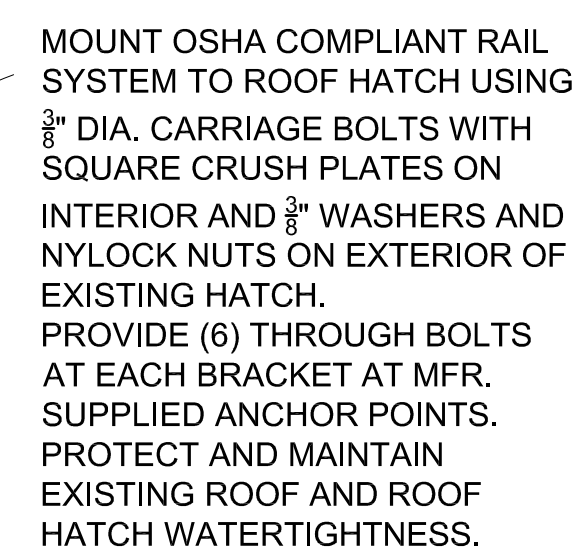 MOUNT OSHA COMPLIANT RAIL
SYSTEM TO ROOF HATCH USING
3/8" DIA. CARRIAGE BOLTS WITH
SQUARE CRUSH PLATES ON
INTERIOR AND 3/8" WASHERS AND
NYLOCK NUTS ON EXTERIOR OF
EXISTING HATCH.
PROVIDE (6) THROUGH BOLTS
AT EACH BRACKET AT MFR.
SUPPLIED ANCHOR POINTS.
PROTECT AND MAINTAIN
EXISTING ROOF AND ROOF
HATCH WATERTIGHTNESS.